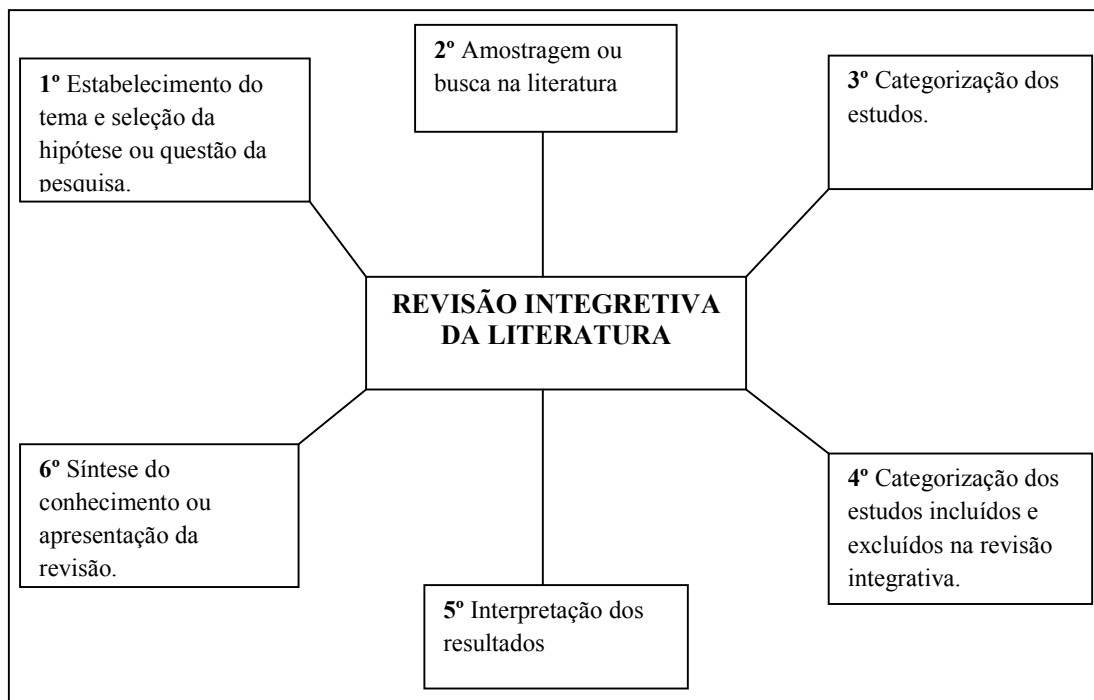 1º Estabelecimento do
tema e seleção da
hipótese ou questão da
pesquisa.
2º Amostragem ou
busca na literatura
3º Categorização dos
estudos.
REVISÃO INTEGRETIVA
DA LITERATURA
6º Síntese do
conhecimento ou
apresentação da
revisão.
5º Interpretação dos
resultados
4º Categorização dos
estudos incluídos e
excluídos na revisão
integrativa.